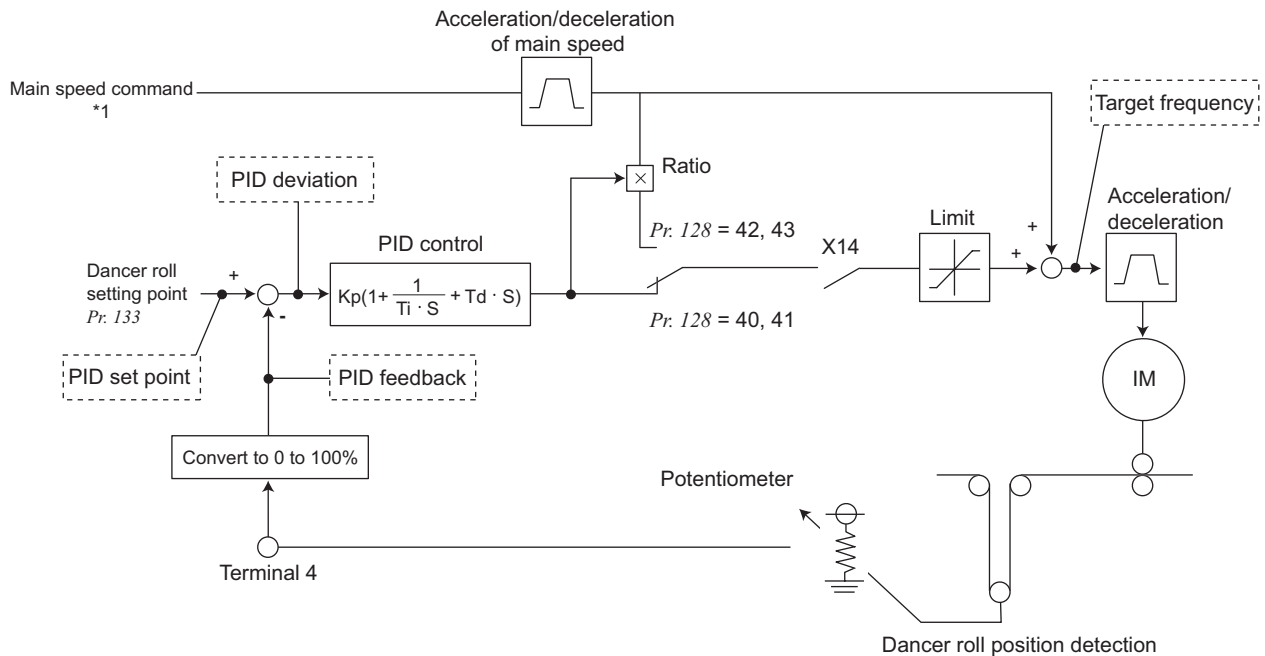 Acceleration/deceleration
of main speed
Main speed command
*1
Target frequency
PID deviation
Ratio
×
Acceleration/
deceleration
Pr. 128 = 42, 43
Limit
PID control
X14
+
+
Dancer roll
setting point
Pr. 133
+
-
Kp(1+ 1/Ti · S + Td · S)
Pr. 128 = 40, 41
PID set point
PID feedback
IM
Convert to 0 to 100%
Potentiometer
Terminal 4
Dancer roll position detection